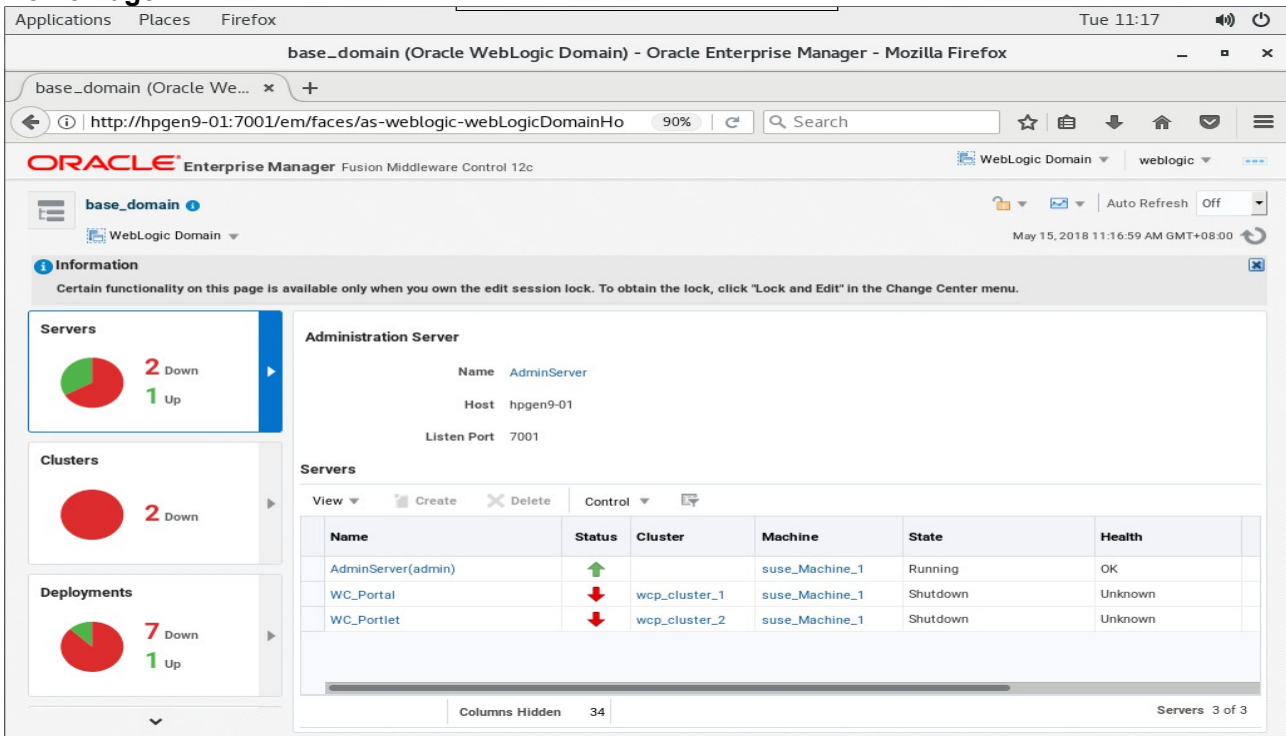 Applications Places Firefox Tue 11:17
base_domain (Oracle WebLogic Domain) - Oracle Enterprise Manager - Mozilla Firefox
base_domain (Oracle We... × +
http://hpgen9-01:7001/em/faces/as-weblogic-webLogicDomainHo 90% Search
ORACLE Enterprise Manager Fusion Middleware Control 12c WebLogic Domain weblogic
base_domain Auto Refresh Off
WebLogic Domain May 15, 2018 11:16:59 AM GMT+08:00
Information
Certain functionality on this page is available only when you own the edit session lock. To obtain the lock, click "Lock and Edit" in the Change Center menu.
Servers
2 Down
1 Up
Clusters
2 Down
Deployments
7 Down
1 Up
Administration Server
Name AdminServer
Host hpgen9-01
Listen Port 7001
Servers
View Create Delete Control
Name Status Cluster Machine State Health
AdminServer(admin) suse_Machine_1 Running OK
WC_Portal wcp_cluster_1 suse_Machine_1 Shutdown Unknown
WC_Portlet wcp_cluster_2 suse_Machine_1 Shutdown Unknown
Columns Hidden 34 Servers 3 of 3